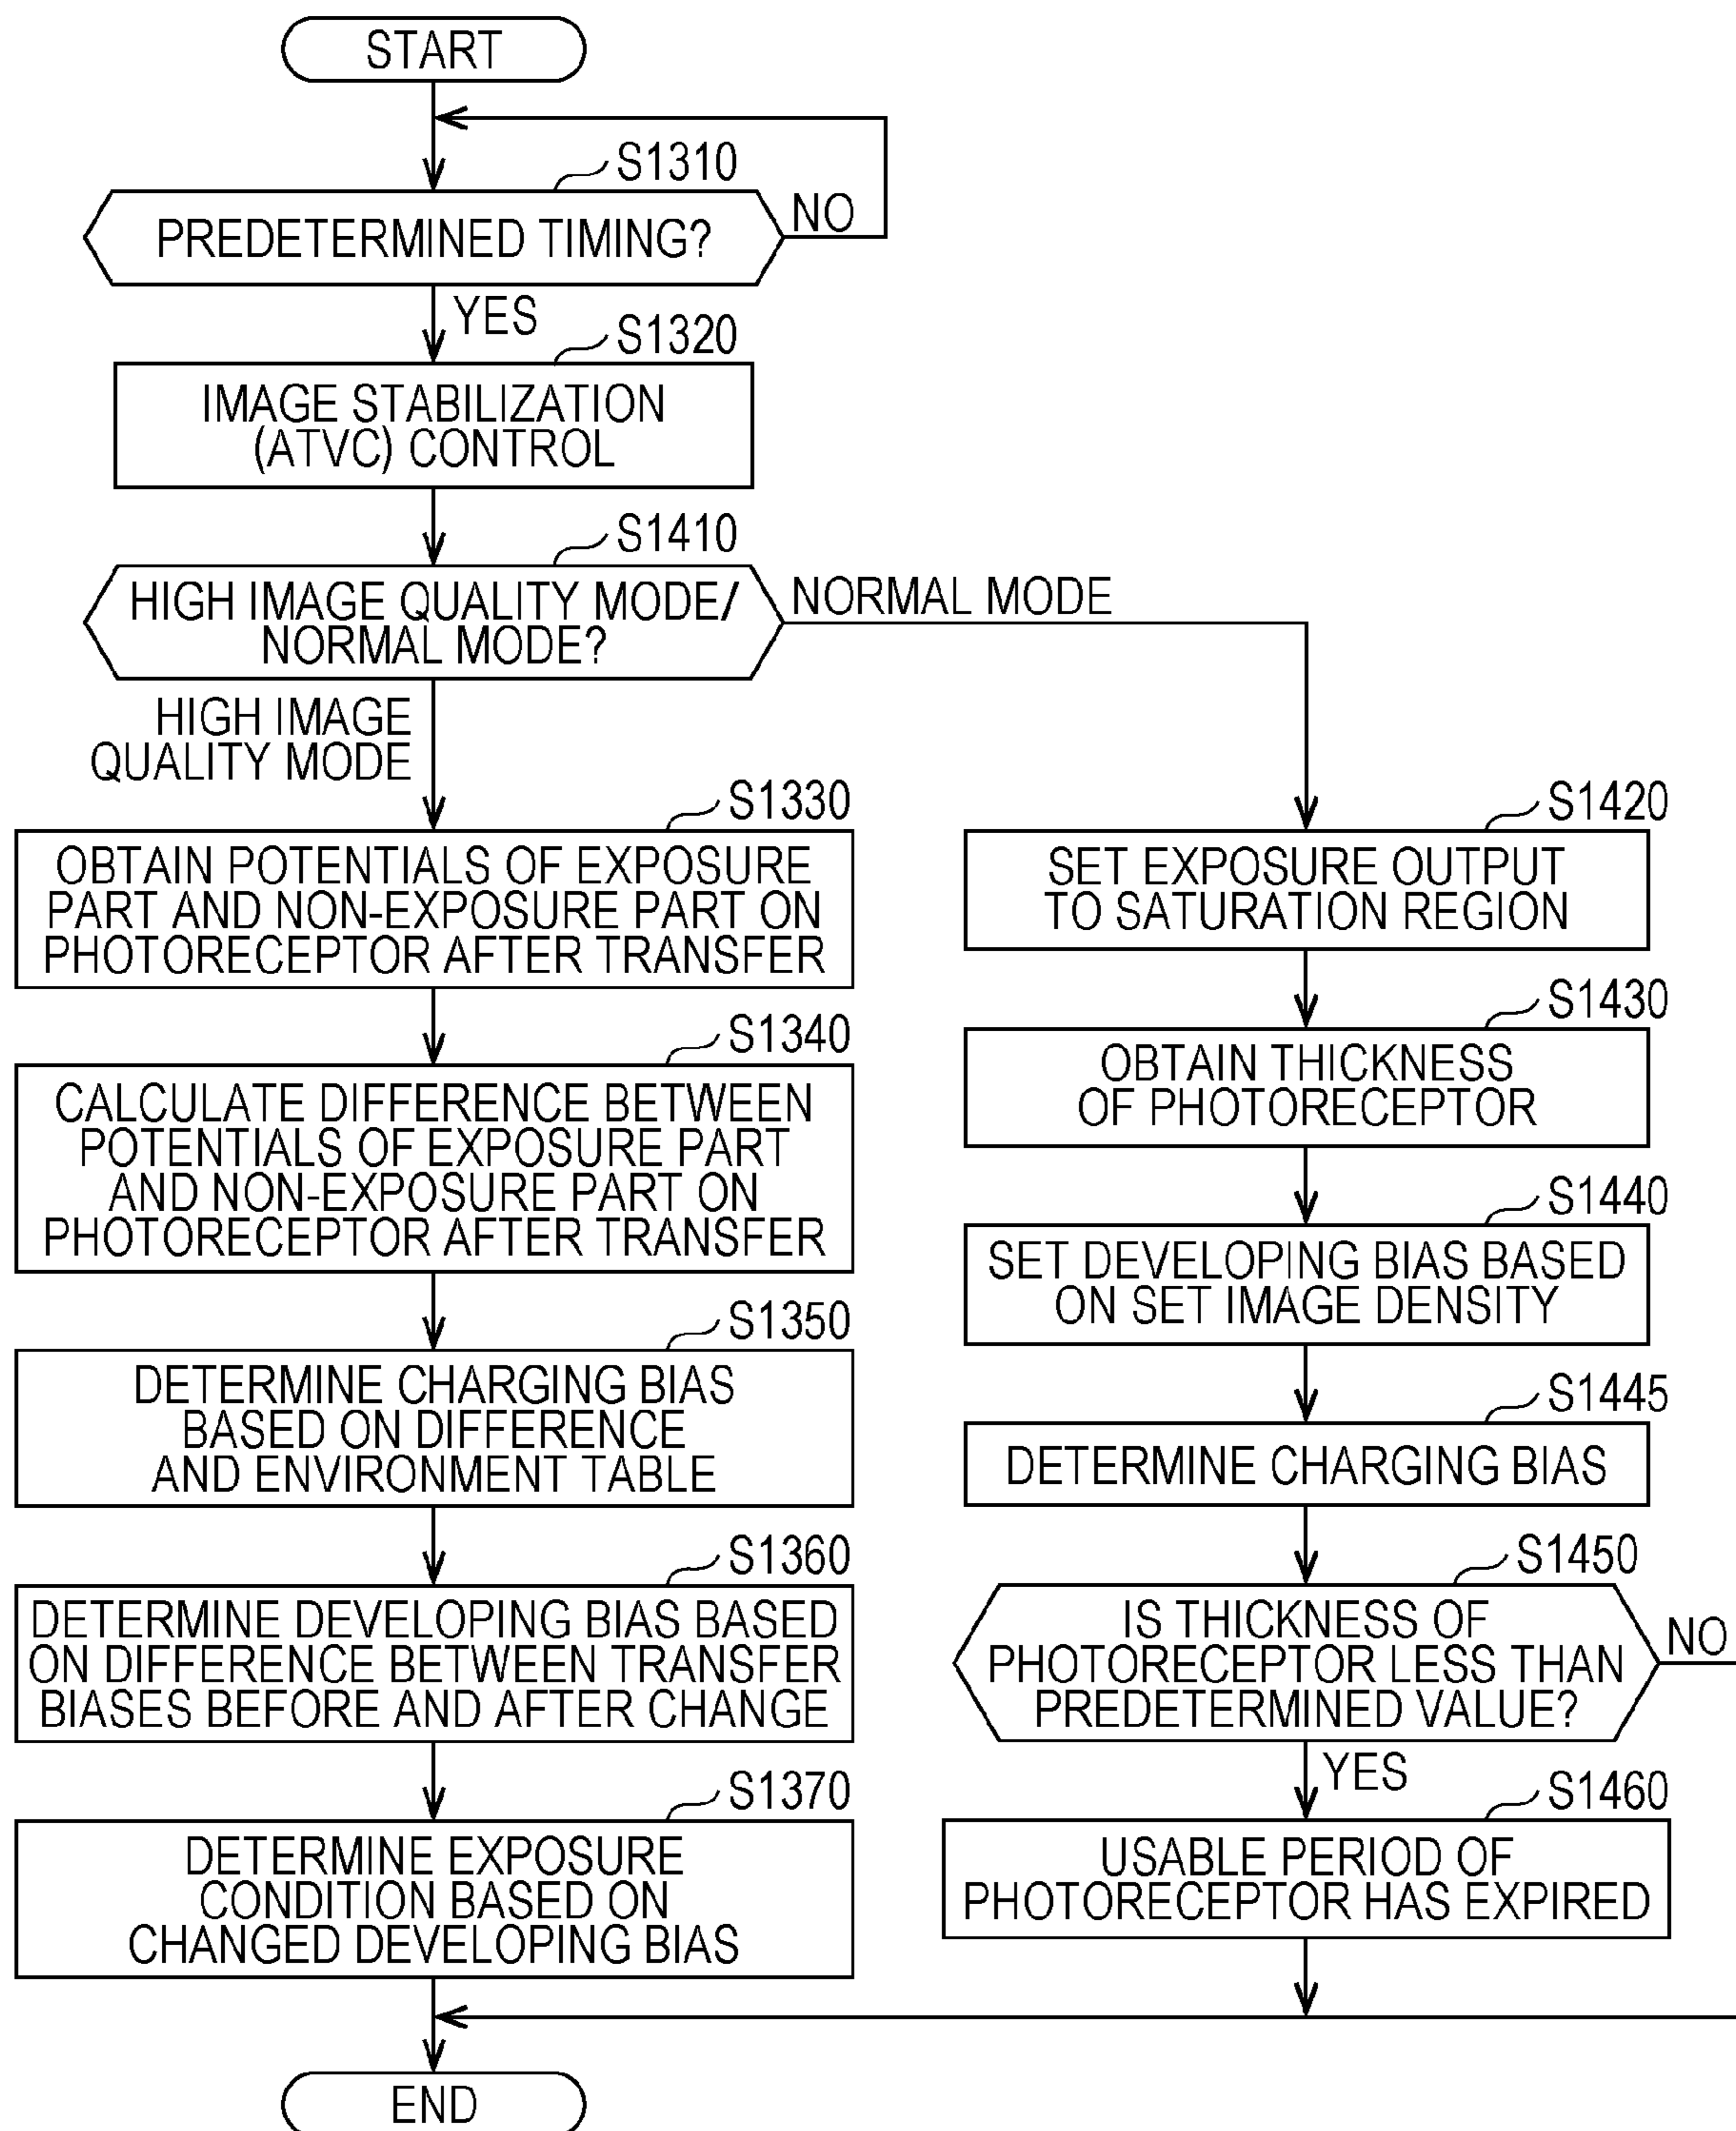 START
S1310
PREDETERMINED TIMING?
NO
YES
S1320
IMAGE STABILIZATION
(ATVC) CONTROL
S1410
HIGH IMAGE QUALITY MODE/
NORMAL MODE?
NORMAL MODE
HIGH IMAGE
QUALITY MODE
S1330
OBTAIN POTENTIALS OF EXPOSURE
PART AND NON-EXPOSURE PART ON
PHOTORECEPTOR AFTER TRANSFER
S1340
CALCULATE DIFFERENCE BETWEEN
POTENTIALS OF EXPOSURE PART
AND NON-EXPOSURE PART ON
PHOTORECEPTOR AFTER TRANSFER
S1350
DETERMINE CHARGING BIAS
BASED ON DIFFERENCE
AND ENVIRONMENT TABLE
S1360
DETERMINE DEVELOPING BIAS BASED
ON DIFFERENCE BETWEEN TRANSFER
BIASES BEFORE AND AFTER CHANGE
S1370
DETERMINE EXPOSURE
CONDITION BASED ON
CHANGED DEVELOPING BIAS
S1420
SET EXPOSURE OUTPUT
TO SATURATION REGION
S1430
OBTAIN THICKNESS
OF PHOTORECEPTOR
S1440
SET DEVELOPING BIAS BASED
ON SET IMAGE DENSITY
S1445
DETERMINE CHARGING BIAS
S1450
IS THICKNESS OF
PHOTORECEPTOR LESS THAN
PREDETERMINED VALUE?
NO
YES
S1460
USABLE PERIOD OF
PHOTORECEPTOR HAS EXPIRED
END